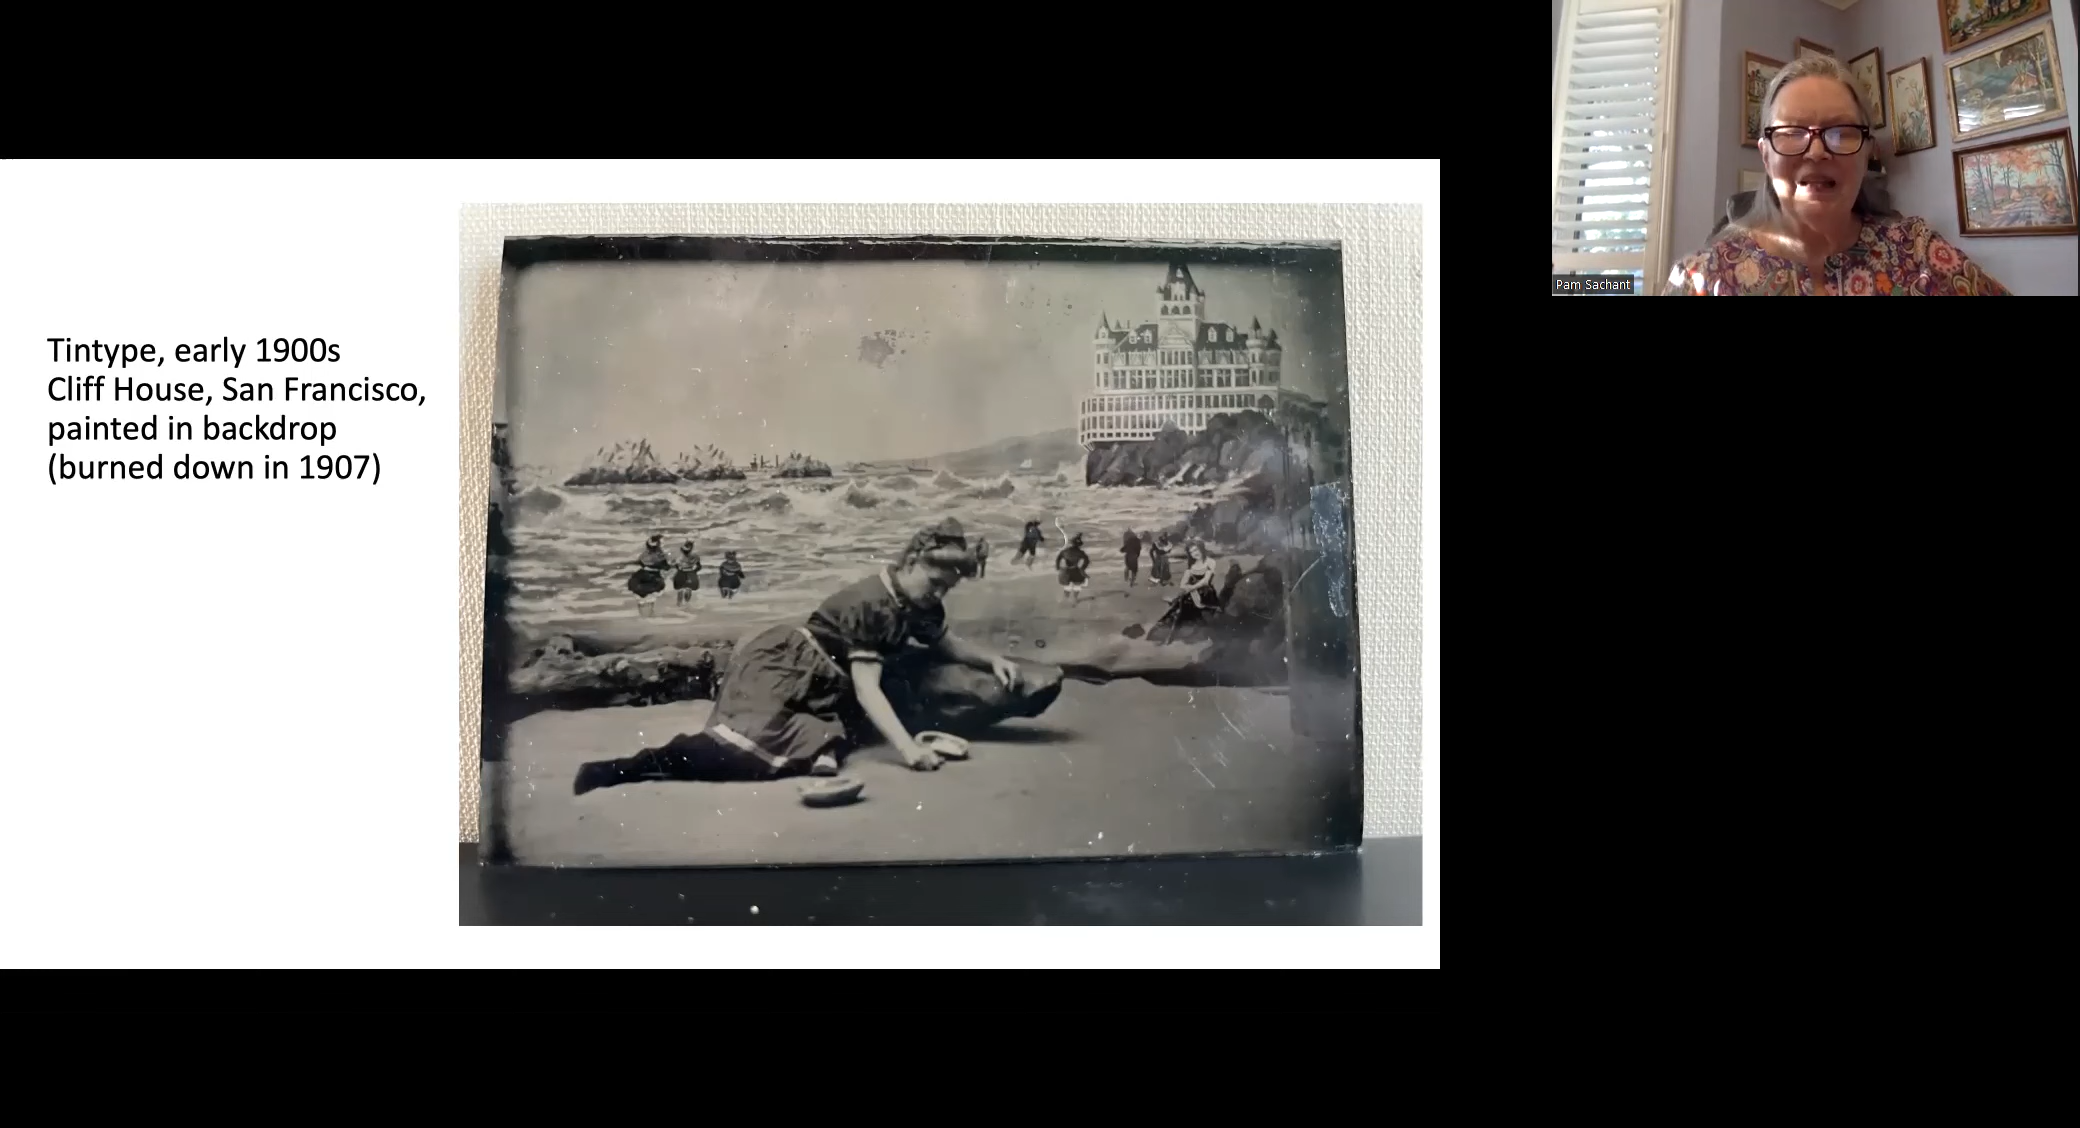 Tintype, early 1900s
Cliff House, San Francisco,
painted in backdrop
(burned down in 1907)
Pam Sachant